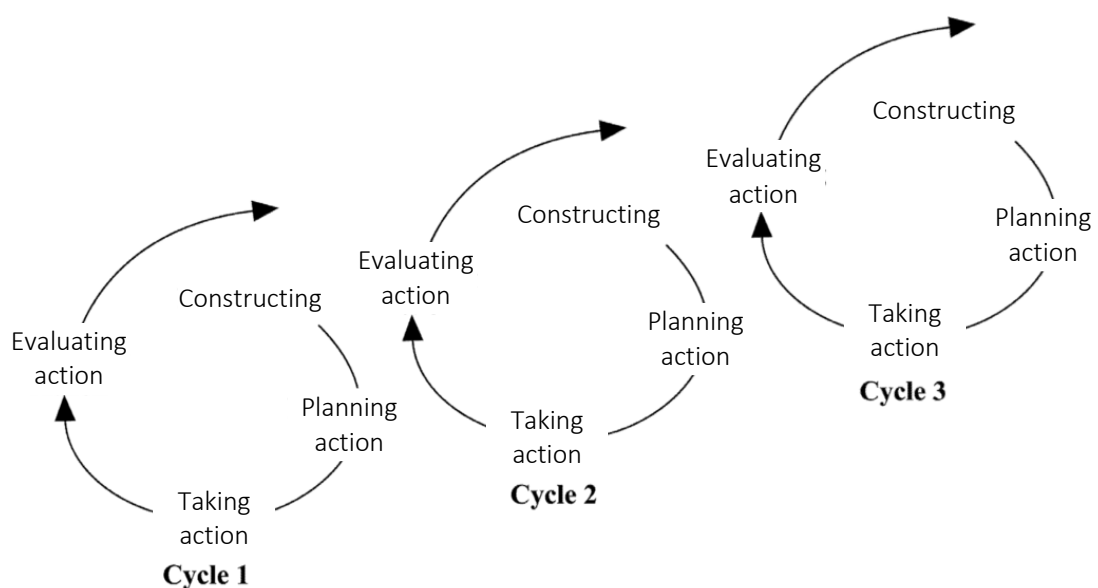 Constructing
Evaluating
action
Planning
action
Taking
action
Cycle 1
Constructing
Evaluating
action
Planning
action
Taking
action
Cycle 2
Constructing
Evaluating
action
Planning
action
Taking
action
Cycle 3